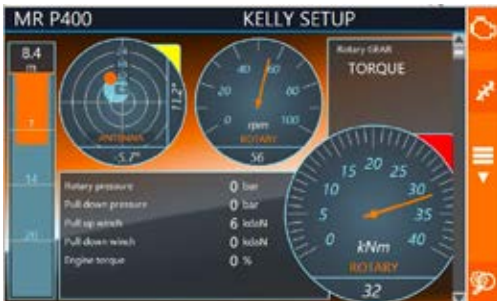 MR P400
KELLY SETUP
8.4
m
7
14
20
ANTENNA
-5.7°
11.2°
0 20 40 60 80 100
rpm
ROTARY
56
Rotary GEAR
TORQUE
Rotary pressure 0 bar
Pull down pressure 0 bar
Pull up winch 6 kdaN
Pull down winch 0 kdaN
Engine torque 0 %
0 5 10 15 20 25 30 35 40
kNm
ROTARY
32